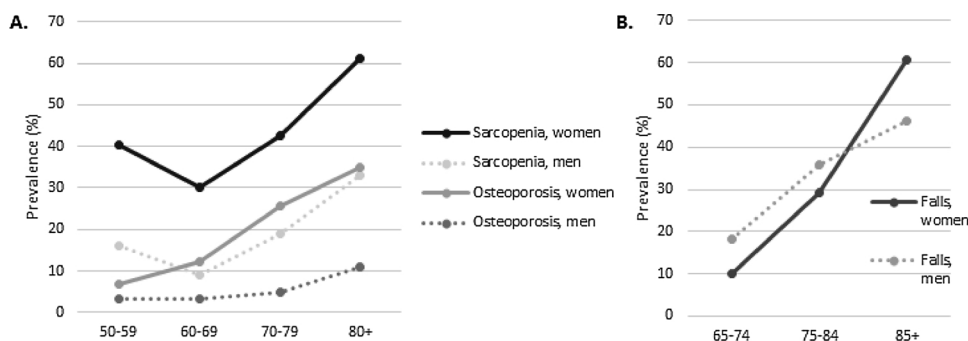 A.
Prevalence (%)
70
60
50
40
30
20
10
0
50-59 60-69 70-79 80+
Sarcopenia, women
Sarcopenia, men
Osteoporosis, women
Osteoporosis, men
B.
Prevalence (%)
70
60
50
40
30
20
10
0
65-74 75-84 85+
Falls,
women
Falls,
men